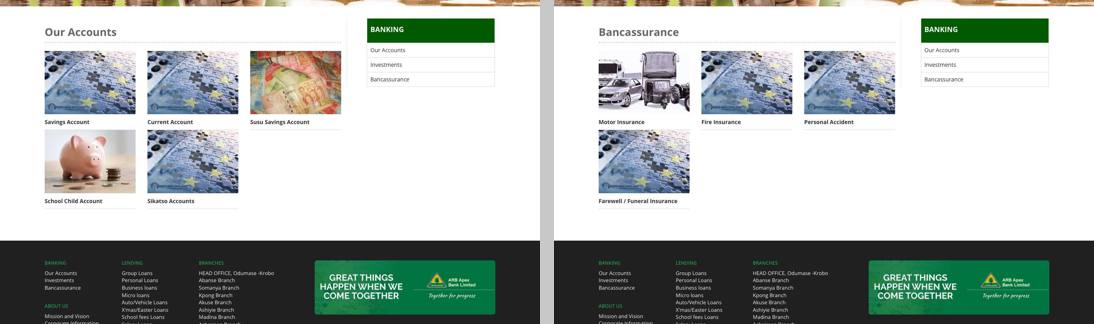 Our Accounts
Savings Account
Current Account
Susu Savings Account
School Child Account
Sikatso Accounts
BANKING
Our Accounts
Investments
Bancassurance
BANKING
Our Accounts
Investments
Bancassurance
ABOUT US
Mission and Vision
Corporate Information
LENDING
Group Loans
Personal Loans
Business loans
Micro loans
Auto/Vehicle Loans
X'mas/Easter Loans
School fees Loans
BRANCHES
HEAD OFFICE, Odumase -Krobo
Abanse Branch
Somanya Branch
Kpong Branch
Akuse Branch
Ashiyie Branch
Madina Branch
GREAT THINGS
HAPPEN WHEN WE
COME TOGETHER
ARB Apex
Bank Limited
Together for progress
Bancassurance
Motor Insurance
Fire Insurance
Personal Accident
Farewell / Funeral Insurance
BANKING
Our Accounts
Investments
Bancassurance
BANKING
Our Accounts
Investments
Bancassurance
ABOUT US
Mission and Vision
Corporate Information
LENDING
Group Loans
Personal Loans
Business loans
Micro loans
Auto/Vehicle Loans
X'mas/Easter Loans
School fees Loans
BRANCHES
HEAD OFFICE, Odumase -Krobo
Abanse Branch
Somanya Branch
Kpong Branch
Akuse Branch
Ashiyie Branch
Madina Branch
GREAT THINGS
HAPPEN WHEN WE
COME TOGETHER
ARB Apex
Bank Limited
Together for progress